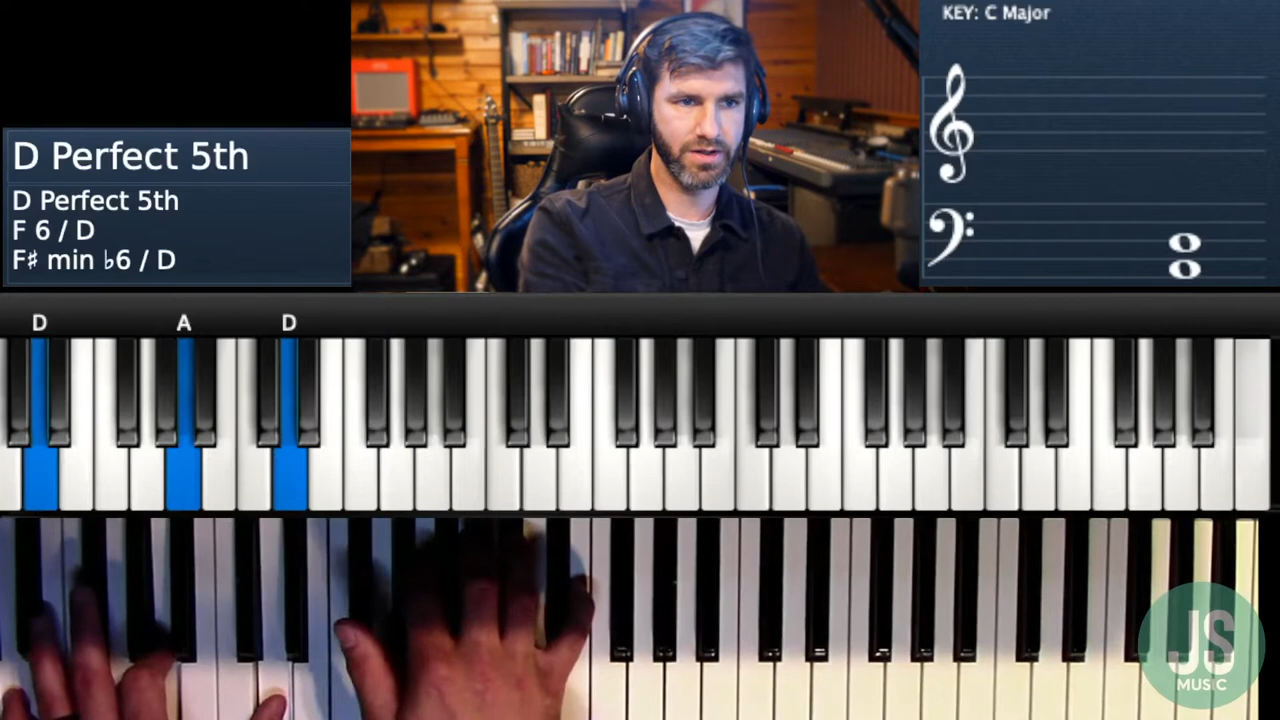 KEY: C Major
D Perfect 5th
D Perfect 5th
F 6 / D
F♯ min ♭6 / D
D A D
JS
MUSIC